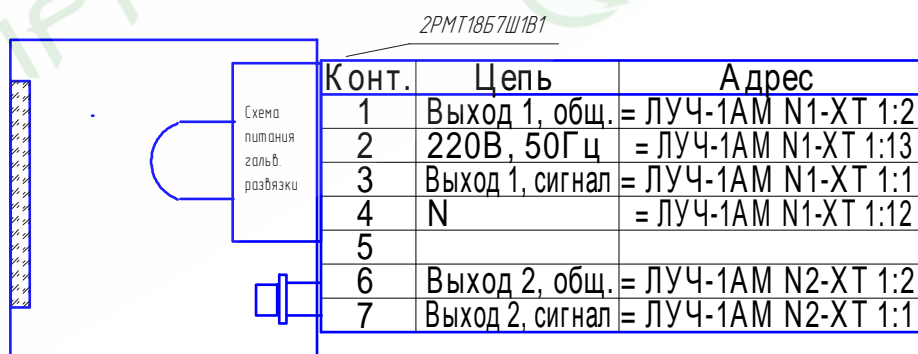 2РМТ18Б7Ш1В1
Схема
питания
гальв.
развязки
Конт. Цепь Адрес
1 Выход 1, общ. = ЛУЧ-1АМ N1-XT 1:2
2 220В, 50Гц = ЛУЧ-1АМ N1-XT 1:13
3 Выход 1, сигнал = ЛУЧ-1АМ N1-XT 1:1
4 N = ЛУЧ-1АМ N1-XT 1:12
5
6 Выход 2, общ. = ЛУЧ-1АМ N2-XT 1:2
7 Выход 2, сигнал = ЛУЧ-1АМ N2-XT 1:1